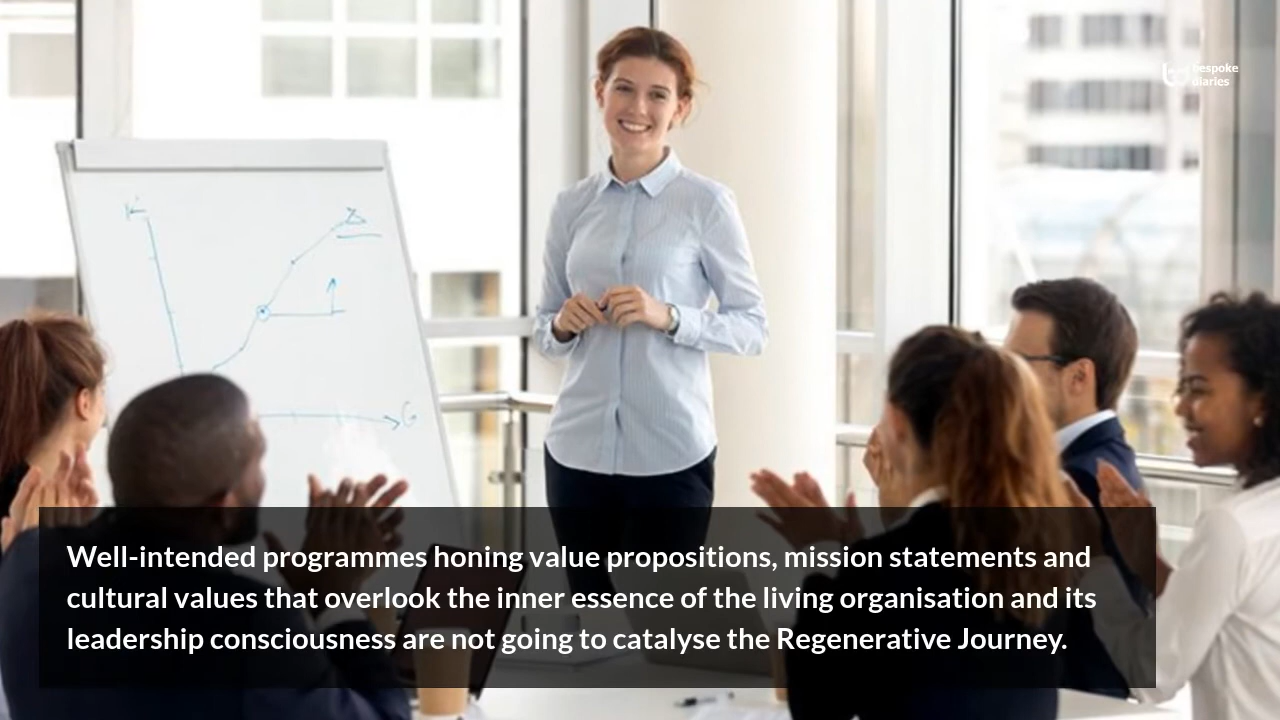 bespoke
diaries
Well-intended programmes honing value propositions, mission statements and
cultural values that overlook the inner essence of the living organisation and its
leadership consciousness are not going to catalyse the Regenerative Journey.